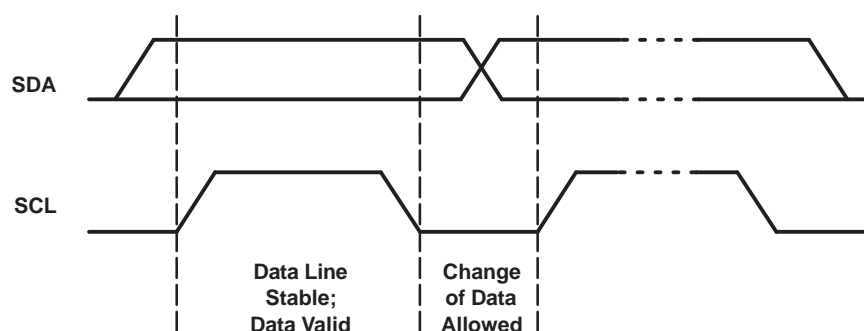 SDA
SCL
Data Line
Stable;
Data Valid
Change
of Data
Allowed